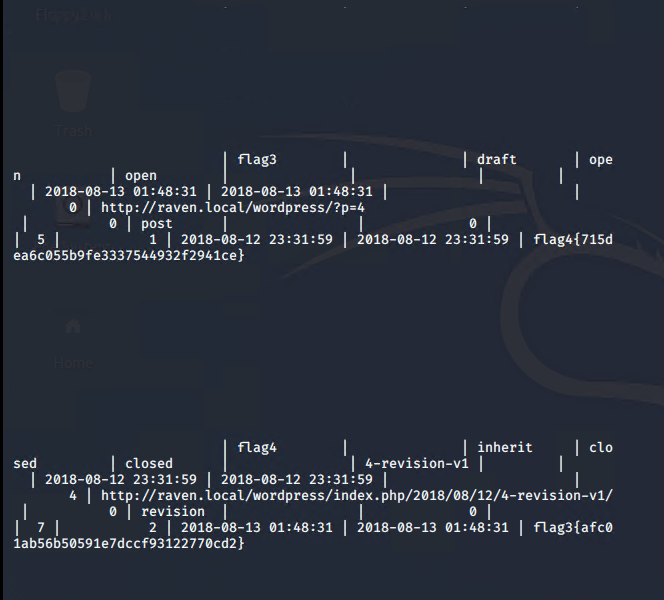 FloppyDisk
Trash
| flag3 | | draft | ope
n | open | | | |
| 2018-08-13 01:48:31 | 2018-08-13 01:48:31 | |
0 | http://raven.local/wordpress/?p=4
| 0 | post | | 0 |
| 5 | 1 | 2018-08-12 23:31:59 | 2018-08-12 23:31:59 | flag4{715d
ea6c055b9fe3337544932f2941ce}
Home
| flag4 | | inherit | clo
sed | closed | | 4-revision-v1 | |
| 2018-08-12 23:31:59 | 2018-08-12 23:31:59 | |
4 | http://raven.local/wordpress/index.php/2018/08/12/4-revision-v1/
| 0 | revision | | 0 |
| 7 | 2 | 2018-08-13 01:48:31 | 2018-08-13 01:48:31 | flag3{afc0
1ab56b50591e7dccf93122770cd2}